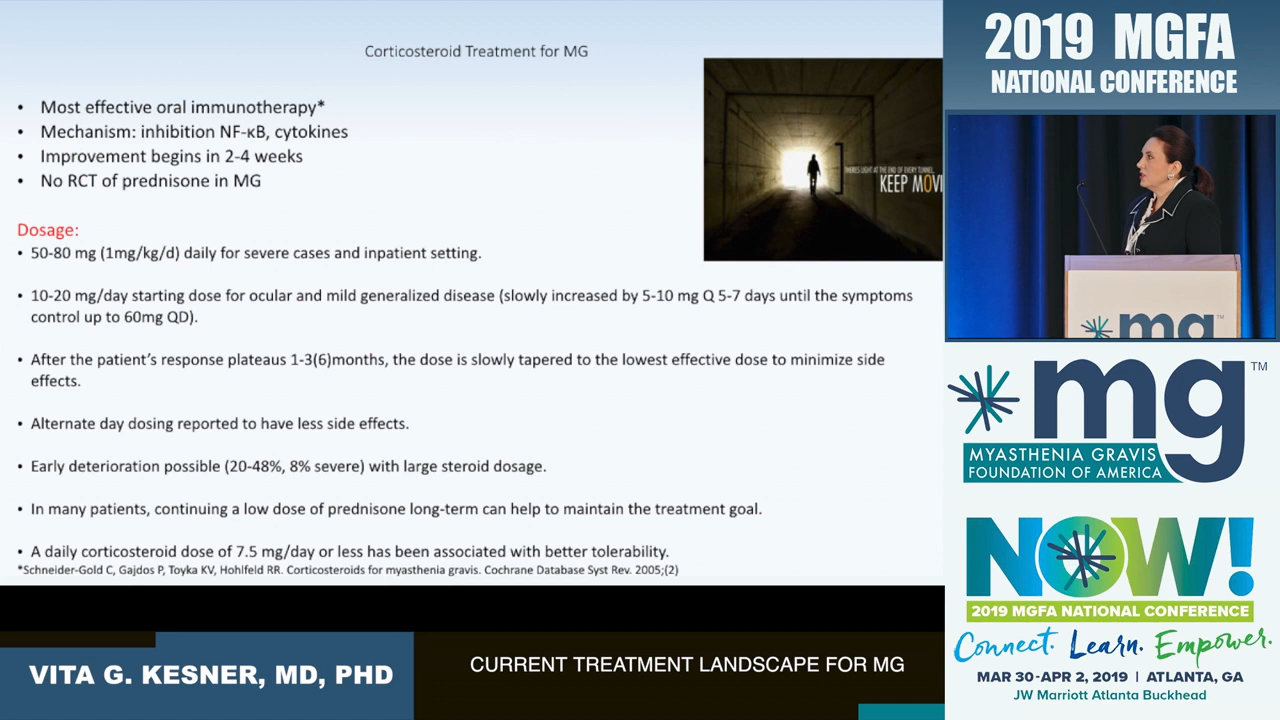 Corticosteroid Treatment for MG
• Most effective oral immunotherapy*
• Mechanism: inhibition NF-κB, cytokines
• Improvement begins in 2-4 weeks
• No RCT of prednisone in MG
THERE'S LIGHT AT THE END OF EVERY TUNNEL.
KEEP MOVI
Dosage:
• 50-80 mg (1mg/kg/d) daily for severe cases and inpatient setting.
• 10-20 mg/day starting dose for ocular and mild generalized disease (slowly increased by 5-10 mg Q 5-7 days until the symptoms
control up to 60mg QD).
• After the patient's response plateaus 1-3(6)months, the dose is slowly tapered to the lowest effective dose to minimize side
effects.
• Alternate day dosing reported to have less side effects.
• Early deterioration possible (20-48%, 8% severe) with large steroid dosage.
• In many patients, continuing a low dose of prednisone long-term can help to maintain the treatment goal.
• A daily corticosteroid dose of 7.5 mg/day or less has been associated with better tolerability.
*Schneider-Gold C, Gajdos P, Toyka KV, Hohlfeld RR. Corticosteroids for myasthenia gravis. Cochrane Database Syst Rev. 2005;(2)
VITA G. KESNER, MD, PHD
CURRENT TREATMENT LANDSCAPE FOR MG
2019 MGFA
NATIONAL CONFERENCE
mg™
mg™
MYASTHENIA GRAVIS
FOUNDATION OF AMERICA
NOW!
2019 MGFA NATIONAL CONFERENCE
Connect. Learn. Empower.
MAR 30-APR 2, 2019 | ATLANTA, GA
JW Marriott Atlanta Buckhead